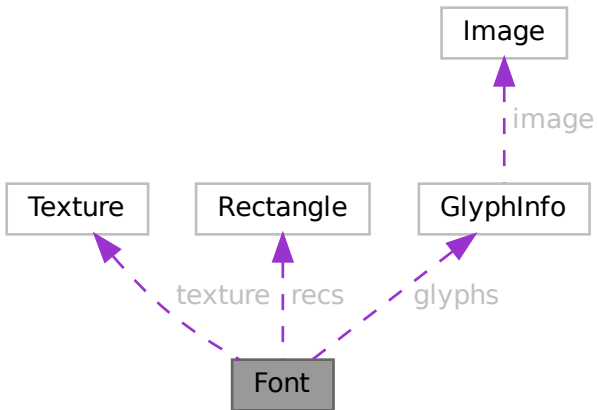 Image
image
Texture
Rectangle
GlyphInfo
texture
recs
glyphs
Font